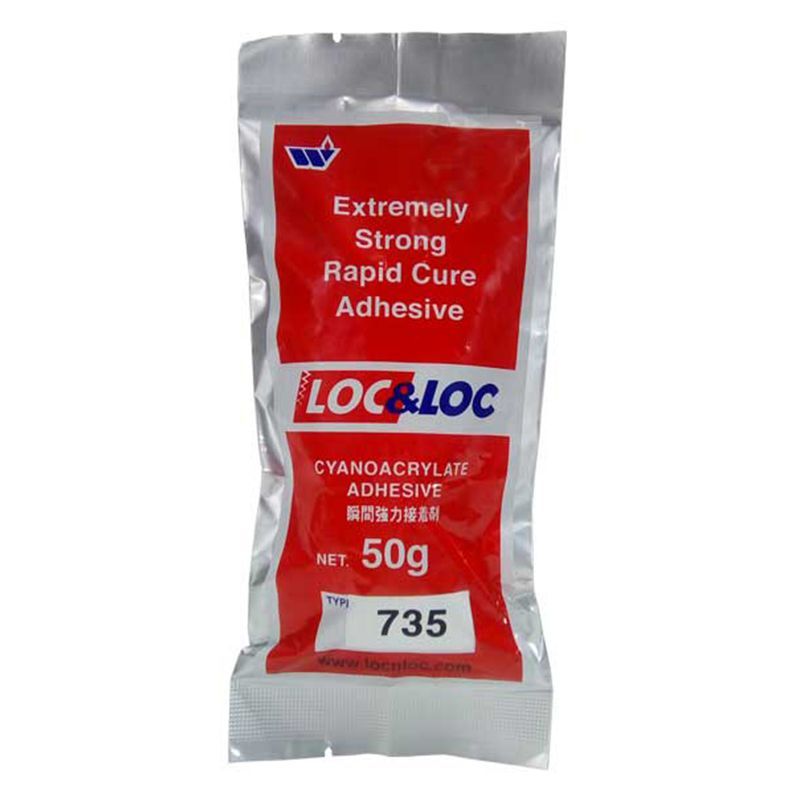 Extremely
Strong
Rapid Cure
Adhesive
LOC&LOC
CYANOACRYLATE
ADHESIVE
瞬間強力接着剤
NET. 50g
TYPE
735
www.locnloc.com